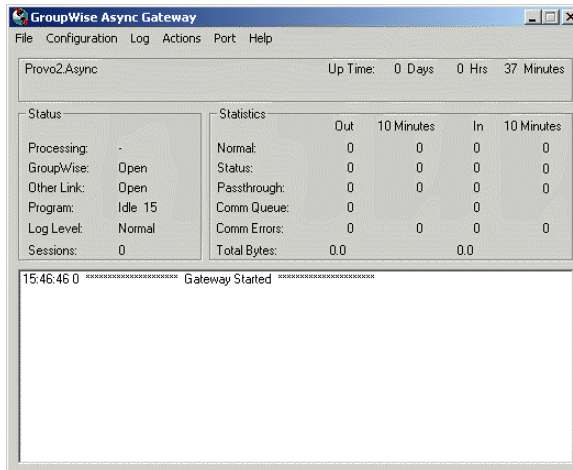 GroupWise Async Gateway
File Configuration Log Actions Port Help
Provo2.Async Up Time: 0 Days 0 Hrs 37 Minutes
Status Statistics
Out 10 Minutes In 10 Minutes
Processing: - Normal: 0 0 0 0
GroupWise: Open Status: 0 0 0 0
Other Link: Open Passthrough: 0 0 0 0
Program: Idle 15 Comm Queue: 0 0
Log Level: Normal Comm Errors: 0 0 0 0
Sessions: 0 Total Bytes: 0.0 0.0
15:46:46 0 ********************* Gateway Started **********************